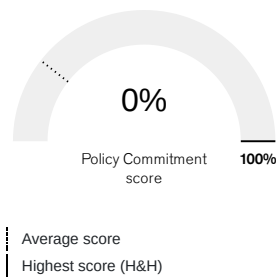 0%
Policy Commitment
score
100%
Average score
Highest score (H&H)